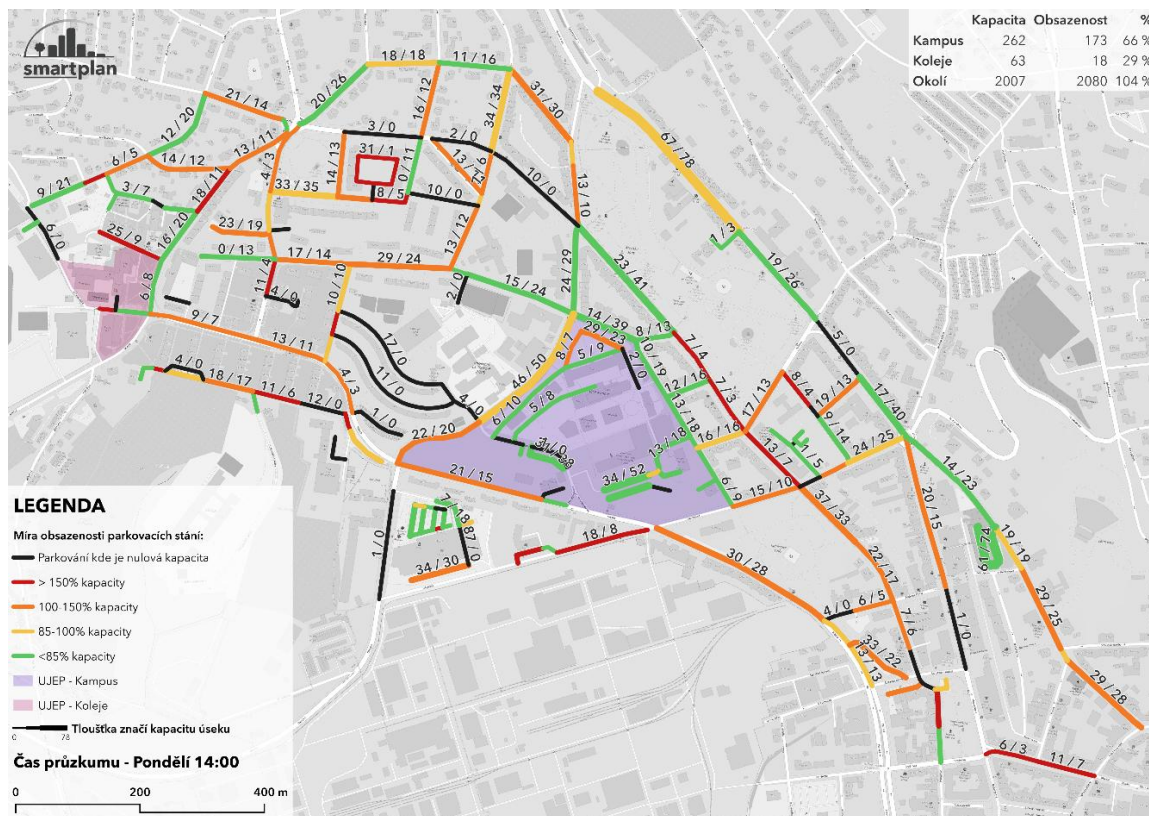 smartplan
Kapacita Obsazenost %
Kampus 262 173 66 %
Koleje 63 18 29 %
Okolí 2007 2080 104 %
18 / 18
11 / 16
20 / 26
21 / 14
16 / 12
34 / 34
31 / 30
67 / 78
12 / 20
13 / 11
3 / 0
2 / 0
6 / 5
14 / 12
4 / 3
14 / 13
31 / 1
0 / 11
10 / 0
9 / 21
3 / 7
18 / 11
33 / 35
8 / 5
10 / 0
13 / 10
1 / 3
6 / 0
25 / 9
16 / 20
23 / 19
13 / 12
24 / 29
23 / 41
19 / 26
0 / 13
17 / 14
29 / 24
15 / 24
6 / 8
11 / 4
4 / 0
10 / 10
2 / 0
14 / 39
8 / 13
5 / 0
9 / 7
13 / 11
17 / 0
11 / 0
46 / 50
8 / 7
29 / 23
5 / 9
2 / 0
10 / 19
7 / 4
4 / 0
18 / 17
11 / 6
12 / 0
4 / 3
1 / 0
4 / 0
6 / 10
5 / 8
12 / 16
7 / 3
17 / 13
8 / 4
19 / 13
17 / 40
22 / 20
13 / 18
16 / 16
9 / 14
24 / 25
21 / 15
34 / 52
13 / 18
13 / 7
1 / 5
14 / 23
6 / 9
15 / 10
37 / 33
20 / 15
1 / 0
34 / 30
18 / 8
30 / 28
22 / 17
61 / 74
19 / 19
29 / 25
4 / 0
6 / 5
7 / 6
1 / 0
33 / 22
13 / 13
29 / 28
6 / 3
11 / 7
LEGENDA
Míra obsazenosti parkovacích stání:
Parkování kde je nulová kapacita
> 150% kapacity
100-150% kapacity
85-100% kapacity
<85% kapacity
UJEP - Kampus
UJEP - Koleje
Tloušťka značí kapacitu úseku
0 78
Čas průzkumu - Pondělí 14:00
0 200 400 m